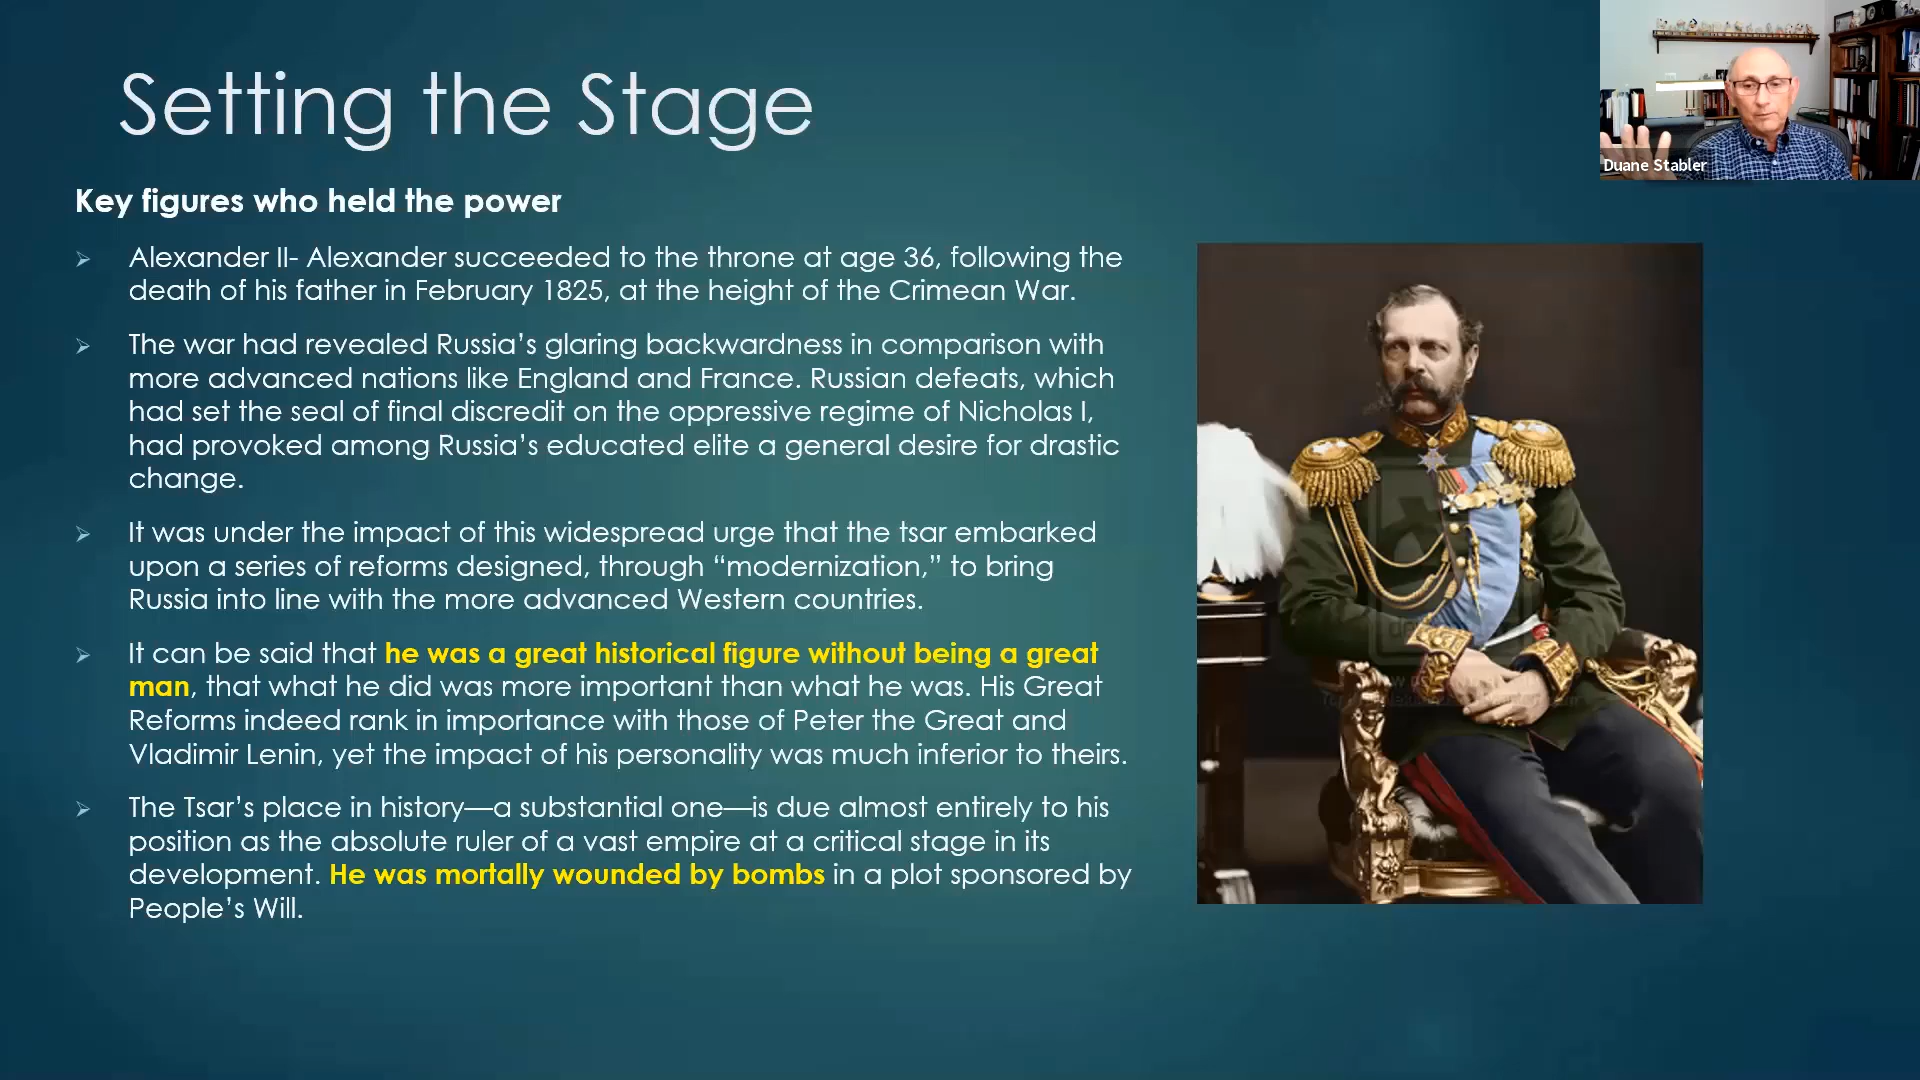 Setting the Stage
Duane Stabler
Key figures who held the power
Alexander II- Alexander succeeded to the throne at age 36, following the
death of his father in February 1825, at the height of the Crimean War.
The war had revealed Russia’s glaring backwardness in comparison with
more advanced nations like England and France. Russian defeats, which
had set the seal of final discredit on the oppressive regime of Nicholas I,
had provoked among Russia’s educated elite a general desire for drastic
change.
It was under the impact of this widespread urge that the tsar embarked
upon a series of reforms designed, through “modernization,” to bring
Russia into line with the more advanced Western countries.
It can be said that he was a great historical figure without being a great
man, that what he did was more important than what he was. His Great
Reforms indeed rank in importance with those of Peter the Great and
Vladimir Lenin, yet the impact of his personality was much inferior to theirs.
The Tsar’s place in history—a substantial one—is due almost entirely to his
position as the absolute ruler of a vast empire at a critical stage in its
development. He was mortally wounded by bombs in a plot sponsored by
People’s Will.